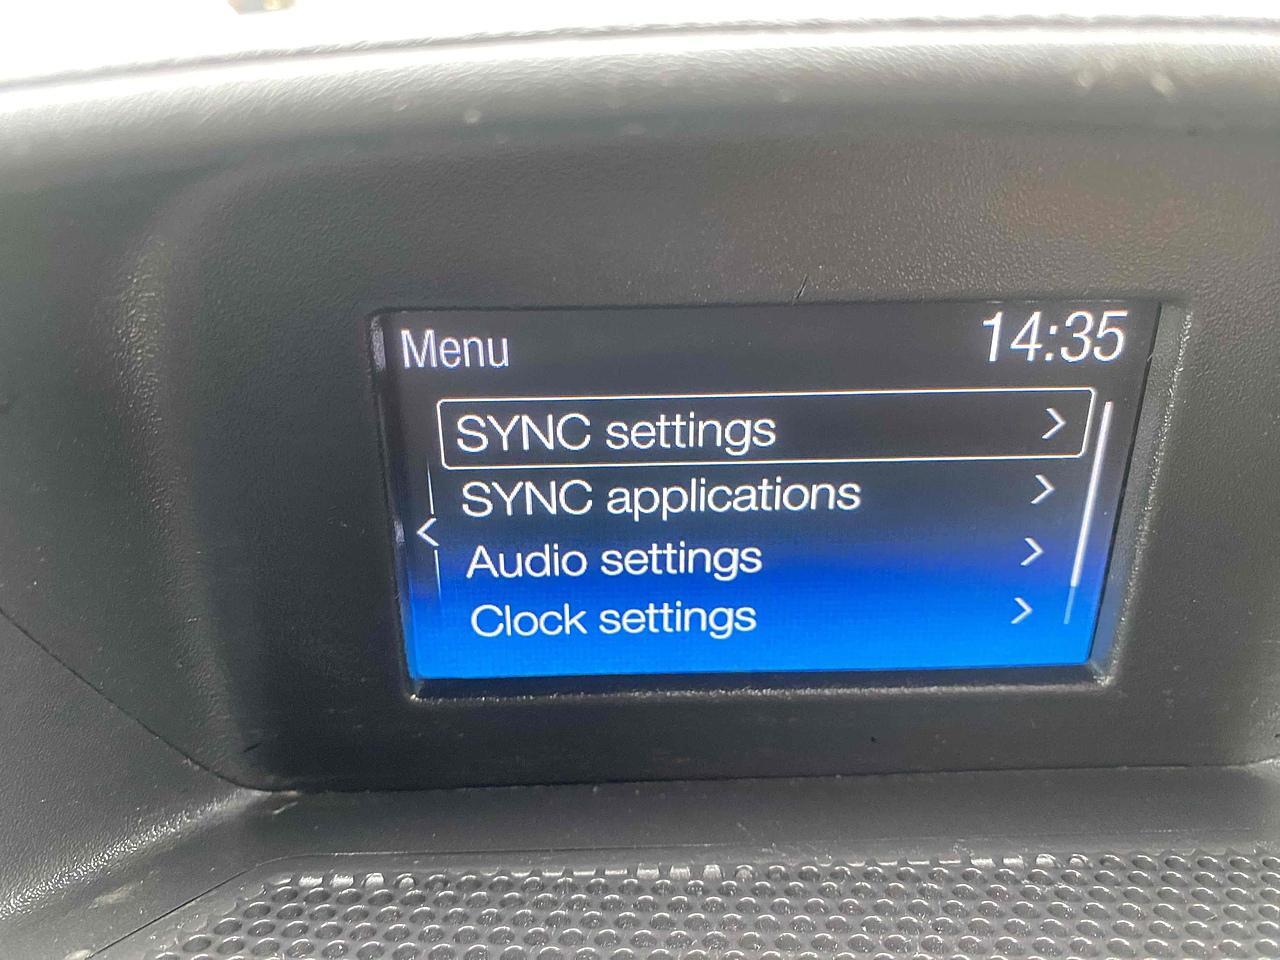 Menu 14:35
SYNC settings
SYNC applications
Audio settings
Clock settings